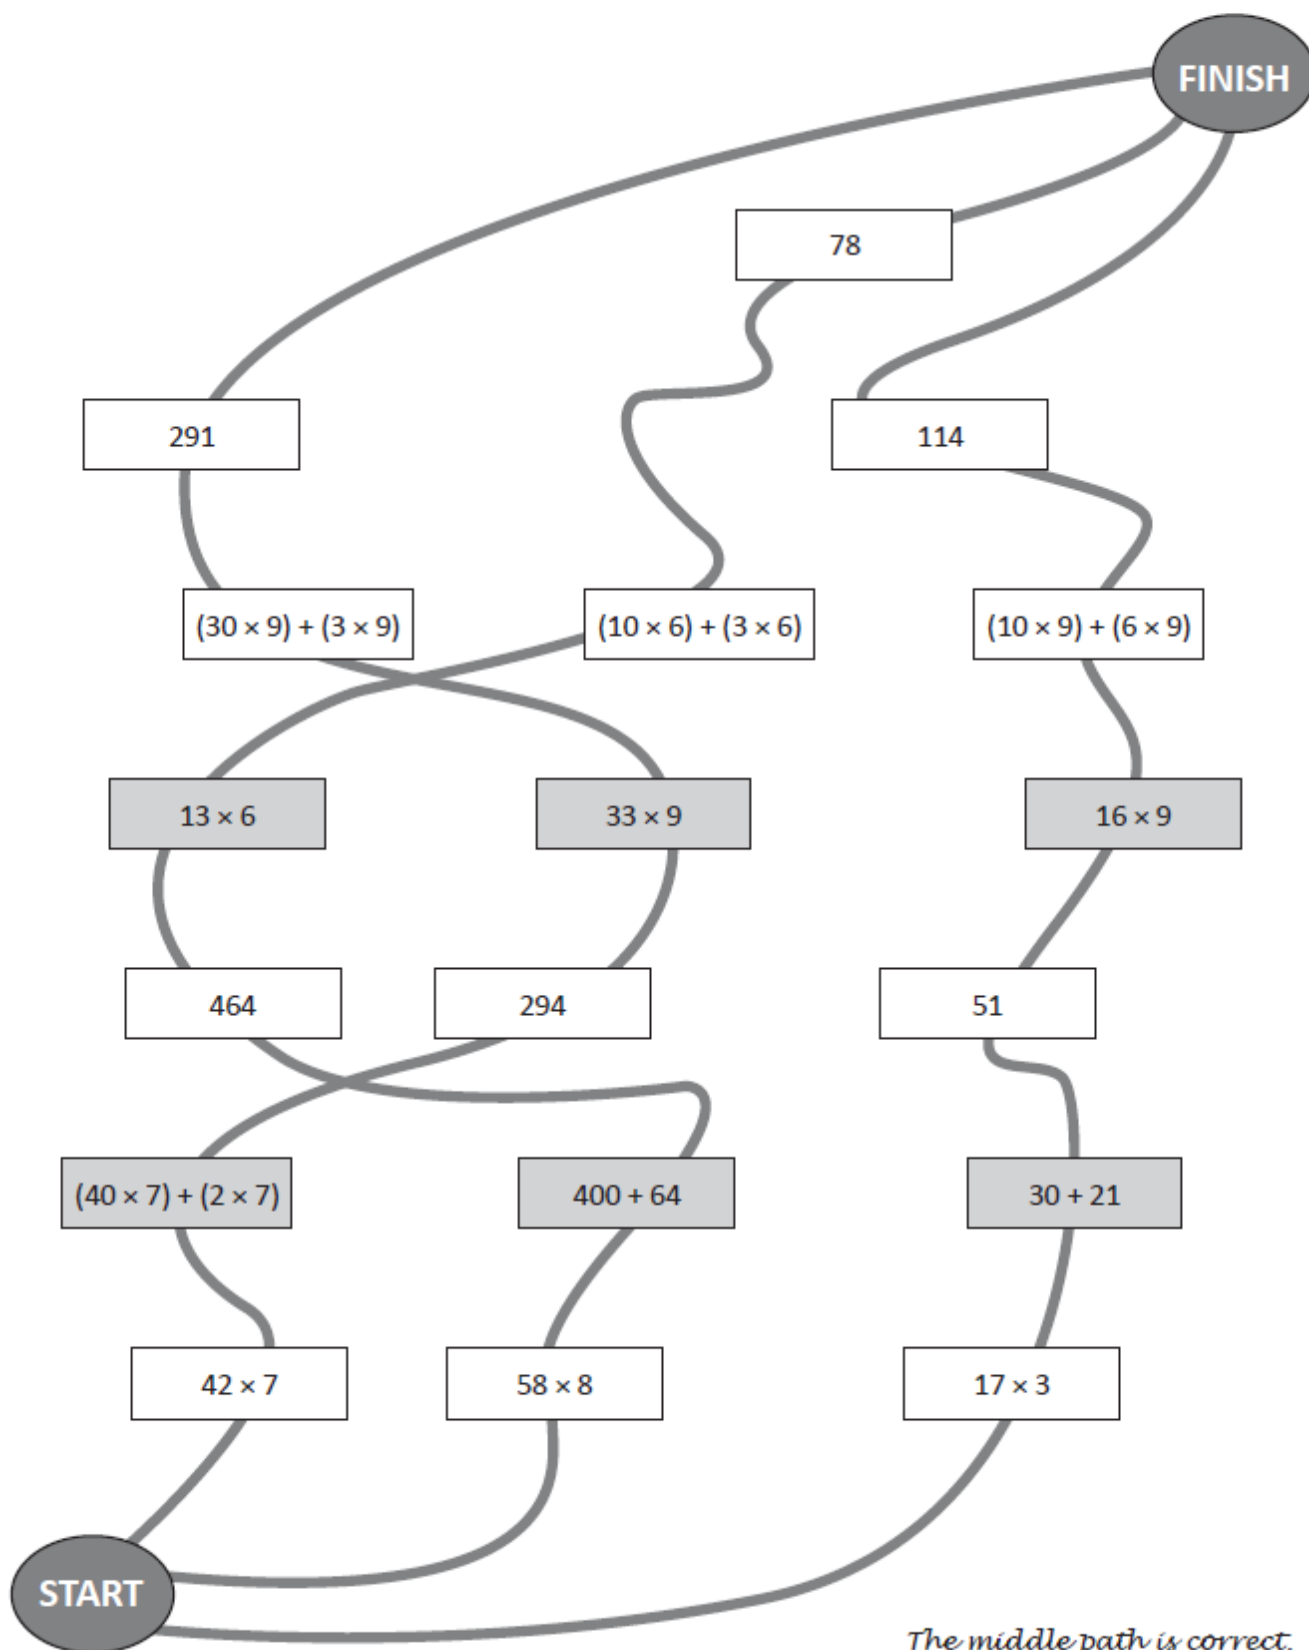 FINISH
78
291
114
(30 × 9) + (3 × 9)
(10 × 6) + (3 × 6)
(10 × 9) + (6 × 9)
13 × 6
33 × 9
16 × 9
464
294
51
(40 × 7) + (2 × 7)
400 + 64
30 + 21
42 × 7
58 × 8
17 × 3
START
The middle path is correct.